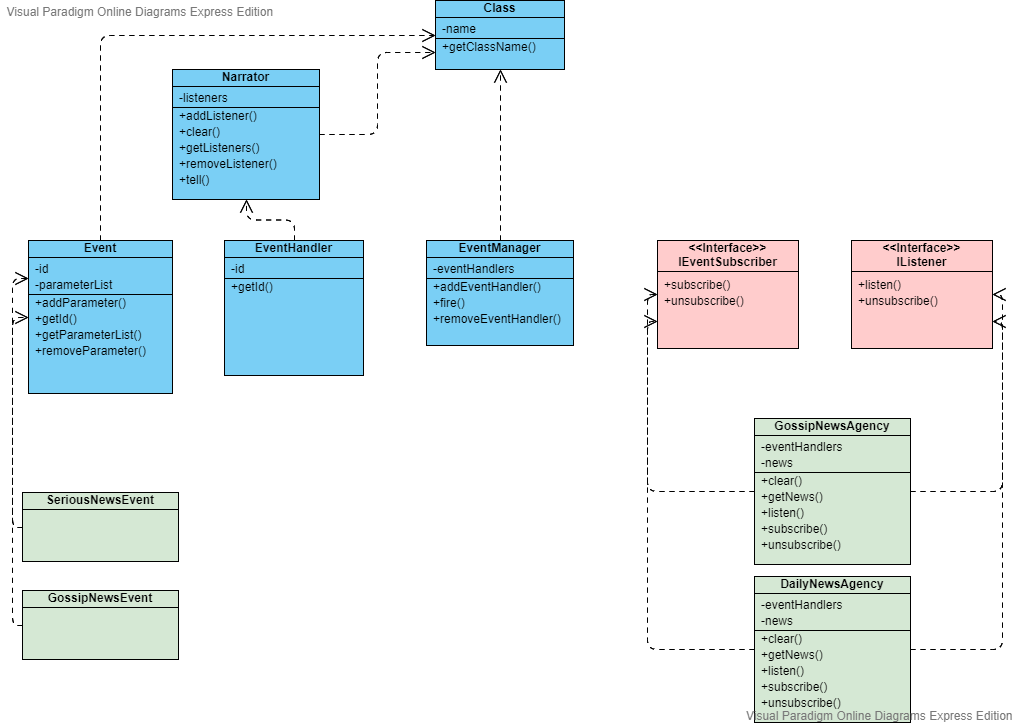 Visual Paradigm Online Diagrams Express Edition
Class
-name
+getClassName()
Narrator
-listeners
+addListener()
+clear()
+getListeners()
+removeListener()
+tell()
Event
-id
-parameterList
+addParameter()
+getId()
+getParameterList()
+removeParameter()
EventHandler
-id
+getId()
EventManager
-eventHandlers
+addEventHandler()
+fire()
+removeEventHandler()
<<Interface>>
IEventSubscriber
+subscribe()
+unsubscribe()
<<Interface>>
IListener
+listen()
+unsubscribe()
GossipNewsAgency
-eventHandlers
-news
+clear()
+getNews()
+listen()
+subscribe()
+unsubscribe()
SeriousNewsEvent
GossipNewsEvent
DailyNewsAgency
-eventHandlers
-news
+clear()
+getNews()
+listen()
+subscribe()
+unsubscribe()
Visual Paradigm Online Diagrams Express Edition